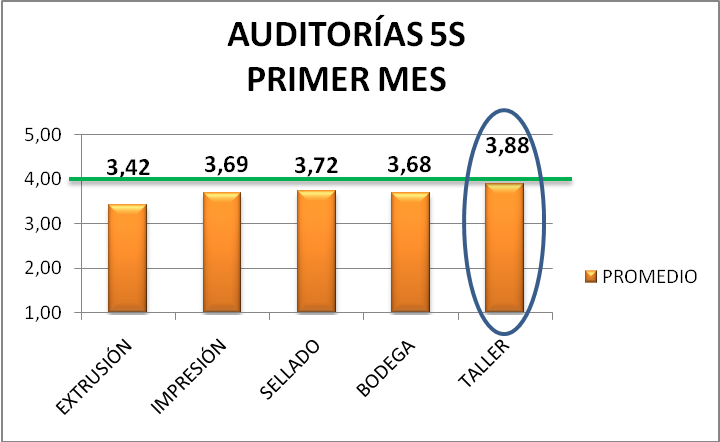 AUDITORÍAS 5S
PRIMER MES
5,00
4,00
3,00
2,00
1,00
3,42
3,69
3,72
3,68
3,88
EXTRUSIÓN
IMPRESIÓN
SELLADO
BODEGA
TALLER
PROMEDIO